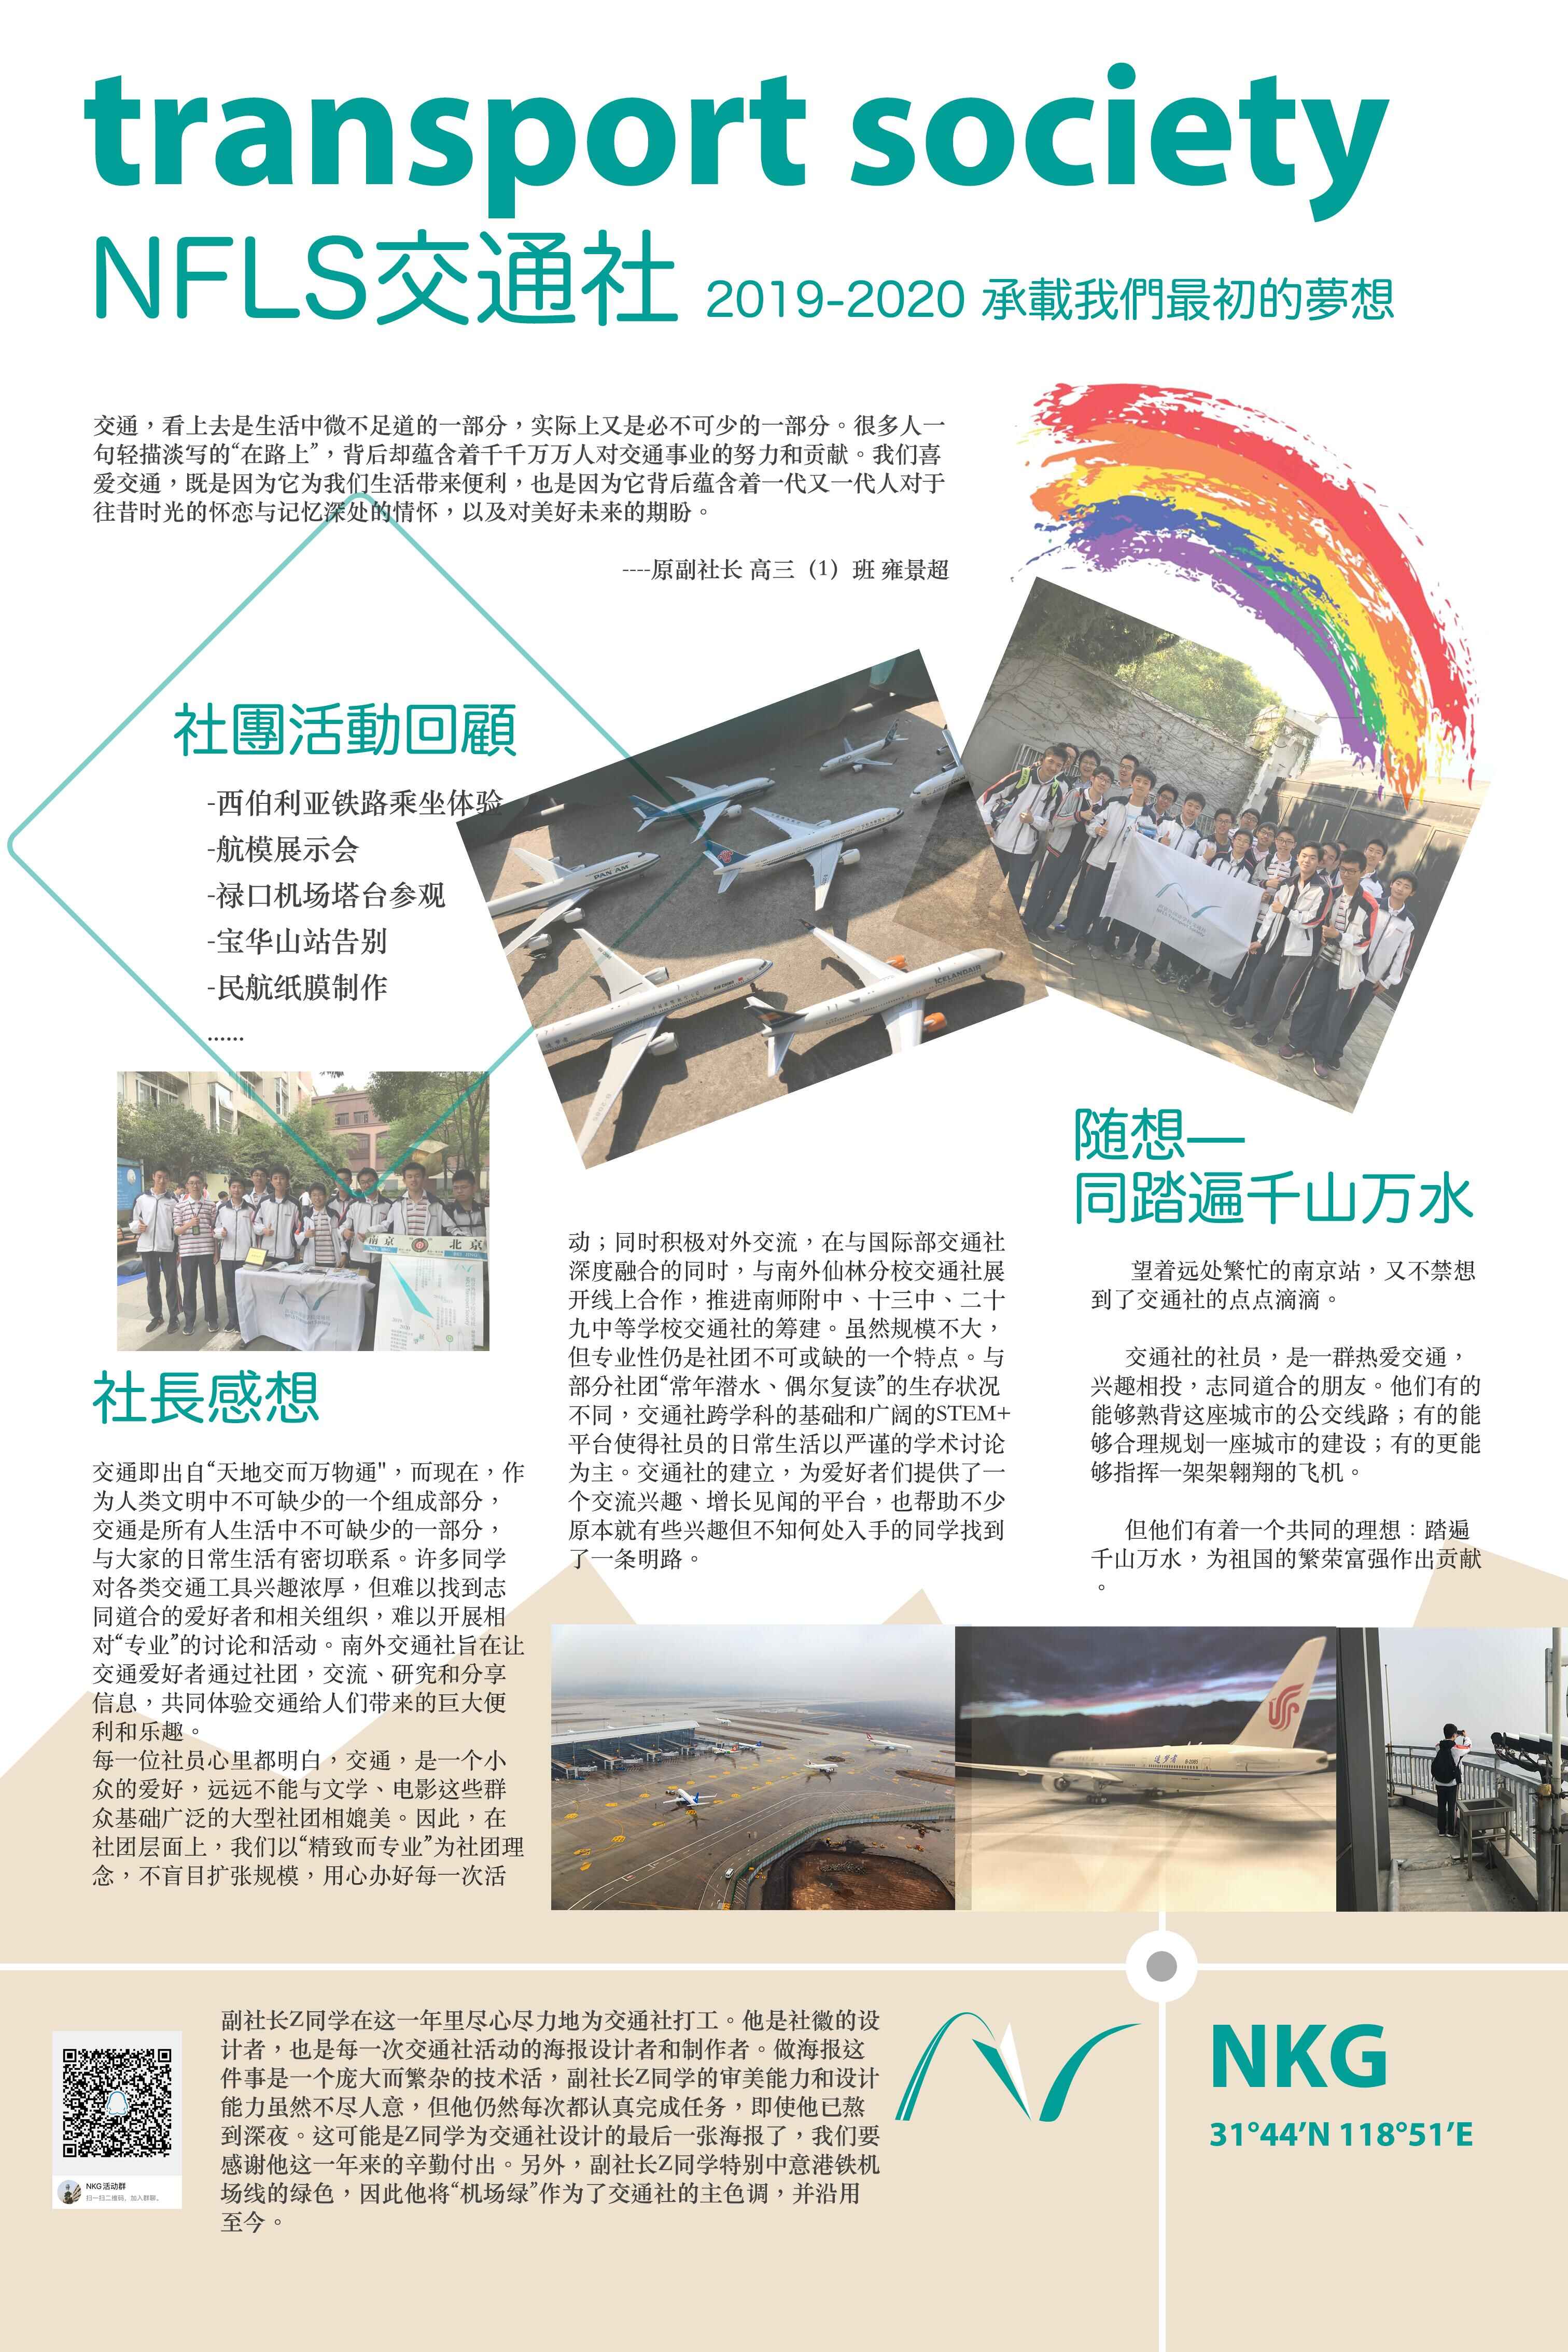 transport society
NFLS交通社 2019-2020 承載我們最初的夢想
交通，看上去是生活中微不足道的一部分，实际上又是必不可少的一部分。很多人一
句轻描淡写的“在路上”，背后却蕴含着千千万万人对交通事业的努力和贡献。我们喜
爱交通，既是因为它为我们生活带来便利，也是因为它背后蕴含着一代又一代人对于
往昔时光的怀恋与记忆深处的情怀，以及对美好未来的期盼。
----原副社长 高三（1）班 雍景超
社團活動回顧
-西伯利亚铁路乘坐体验
-航模展示会
-禄口机场塔台参观
-宝华山站告别
-民航纸膜制作
......
PAN AM
AIR CHINA
ICELANDAIR
南京
北京
社長感想
交通即出自“天地交而万物通"，而现在，作
为人类文明中不可缺少的一个组成部分，
交通是所有人生活中不可缺少的一部分，
与大家的日常生活有密切联系。许多同学
对各类交通工具兴趣浓厚，但难以找到志
同道合的爱好者和相关组织，难以开展相
对“专业”的讨论和活动。南外交通社旨在让
交通爱好者通过社团，交流、研究和分享
信息，共同体验交通给人们带来的巨大便
利和乐趣。
每一位社员心里都明白，交通，是一个小
众的爱好，远远不能与文学、电影这些群
众基础广泛的大型社团相媲美。因此，在
社团层面上，我们以“精致而专业”为社团理
念，不盲目扩张规模，用心办好每一次活
动；同时积极对外交流，在与国际部交通社
深度融合的同时，与南外仙林分校交通社展
开线上合作，推进南师附中、十三中、二十
九中等学校交通社的筹建。虽然规模不大，
但专业性仍是社团不可或缺的一个特点。与
部分社团“常年潜水、偶尔复读”的生存状况
不同，交通社跨学科的基础和广阔的STEM+
平台使得社员的日常生活以严谨的学术讨论
为主。交通社的建立，为爱好者们提供了一
个交流兴趣、增长见闻的平台，也帮助不少
原本就有些兴趣但不知何处入手的同学找到
了一条明路。
随想—
同踏遍千山万水
望着远处繁忙的南京站，又不禁想
到了交通社的点点滴滴。
交通社的社员，是一群热爱交通，
兴趣相投，志同道合的朋友。他们有的
能够熟背这座城市的公交线路；有的能
够合理规划一座城市的建设；有的更能
够指挥一架架翱翔的飞机。
但他们有着一个共同的理想：踏遍
千山万水，为祖国的繁荣富强作出贡献
。
追梦者
副社长Z同学在这一年里尽心尽力地为交通社打工。他是社徽的设
计者，也是每一次交通社活动的海报设计者和制作者。做海报这
件事是一个庞大而繁杂的技术活，副社长Z同学的审美能力和设计
能力虽然不尽人意，但他仍然每次都认真完成任务，即使他已熬
到深夜。这可能是Z同学为交通社设计的最后一张海报了，我们要
感谢他这一年来的辛勤付出。另外，副社长Z同学特别中意港铁机
场线的绿色，因此他将“机场绿”作为了交通社的主色调，并沿用
至今。
NKG活动群
扫一扫二维码，加入群聊。
NKG
31°44′N 118°51′E